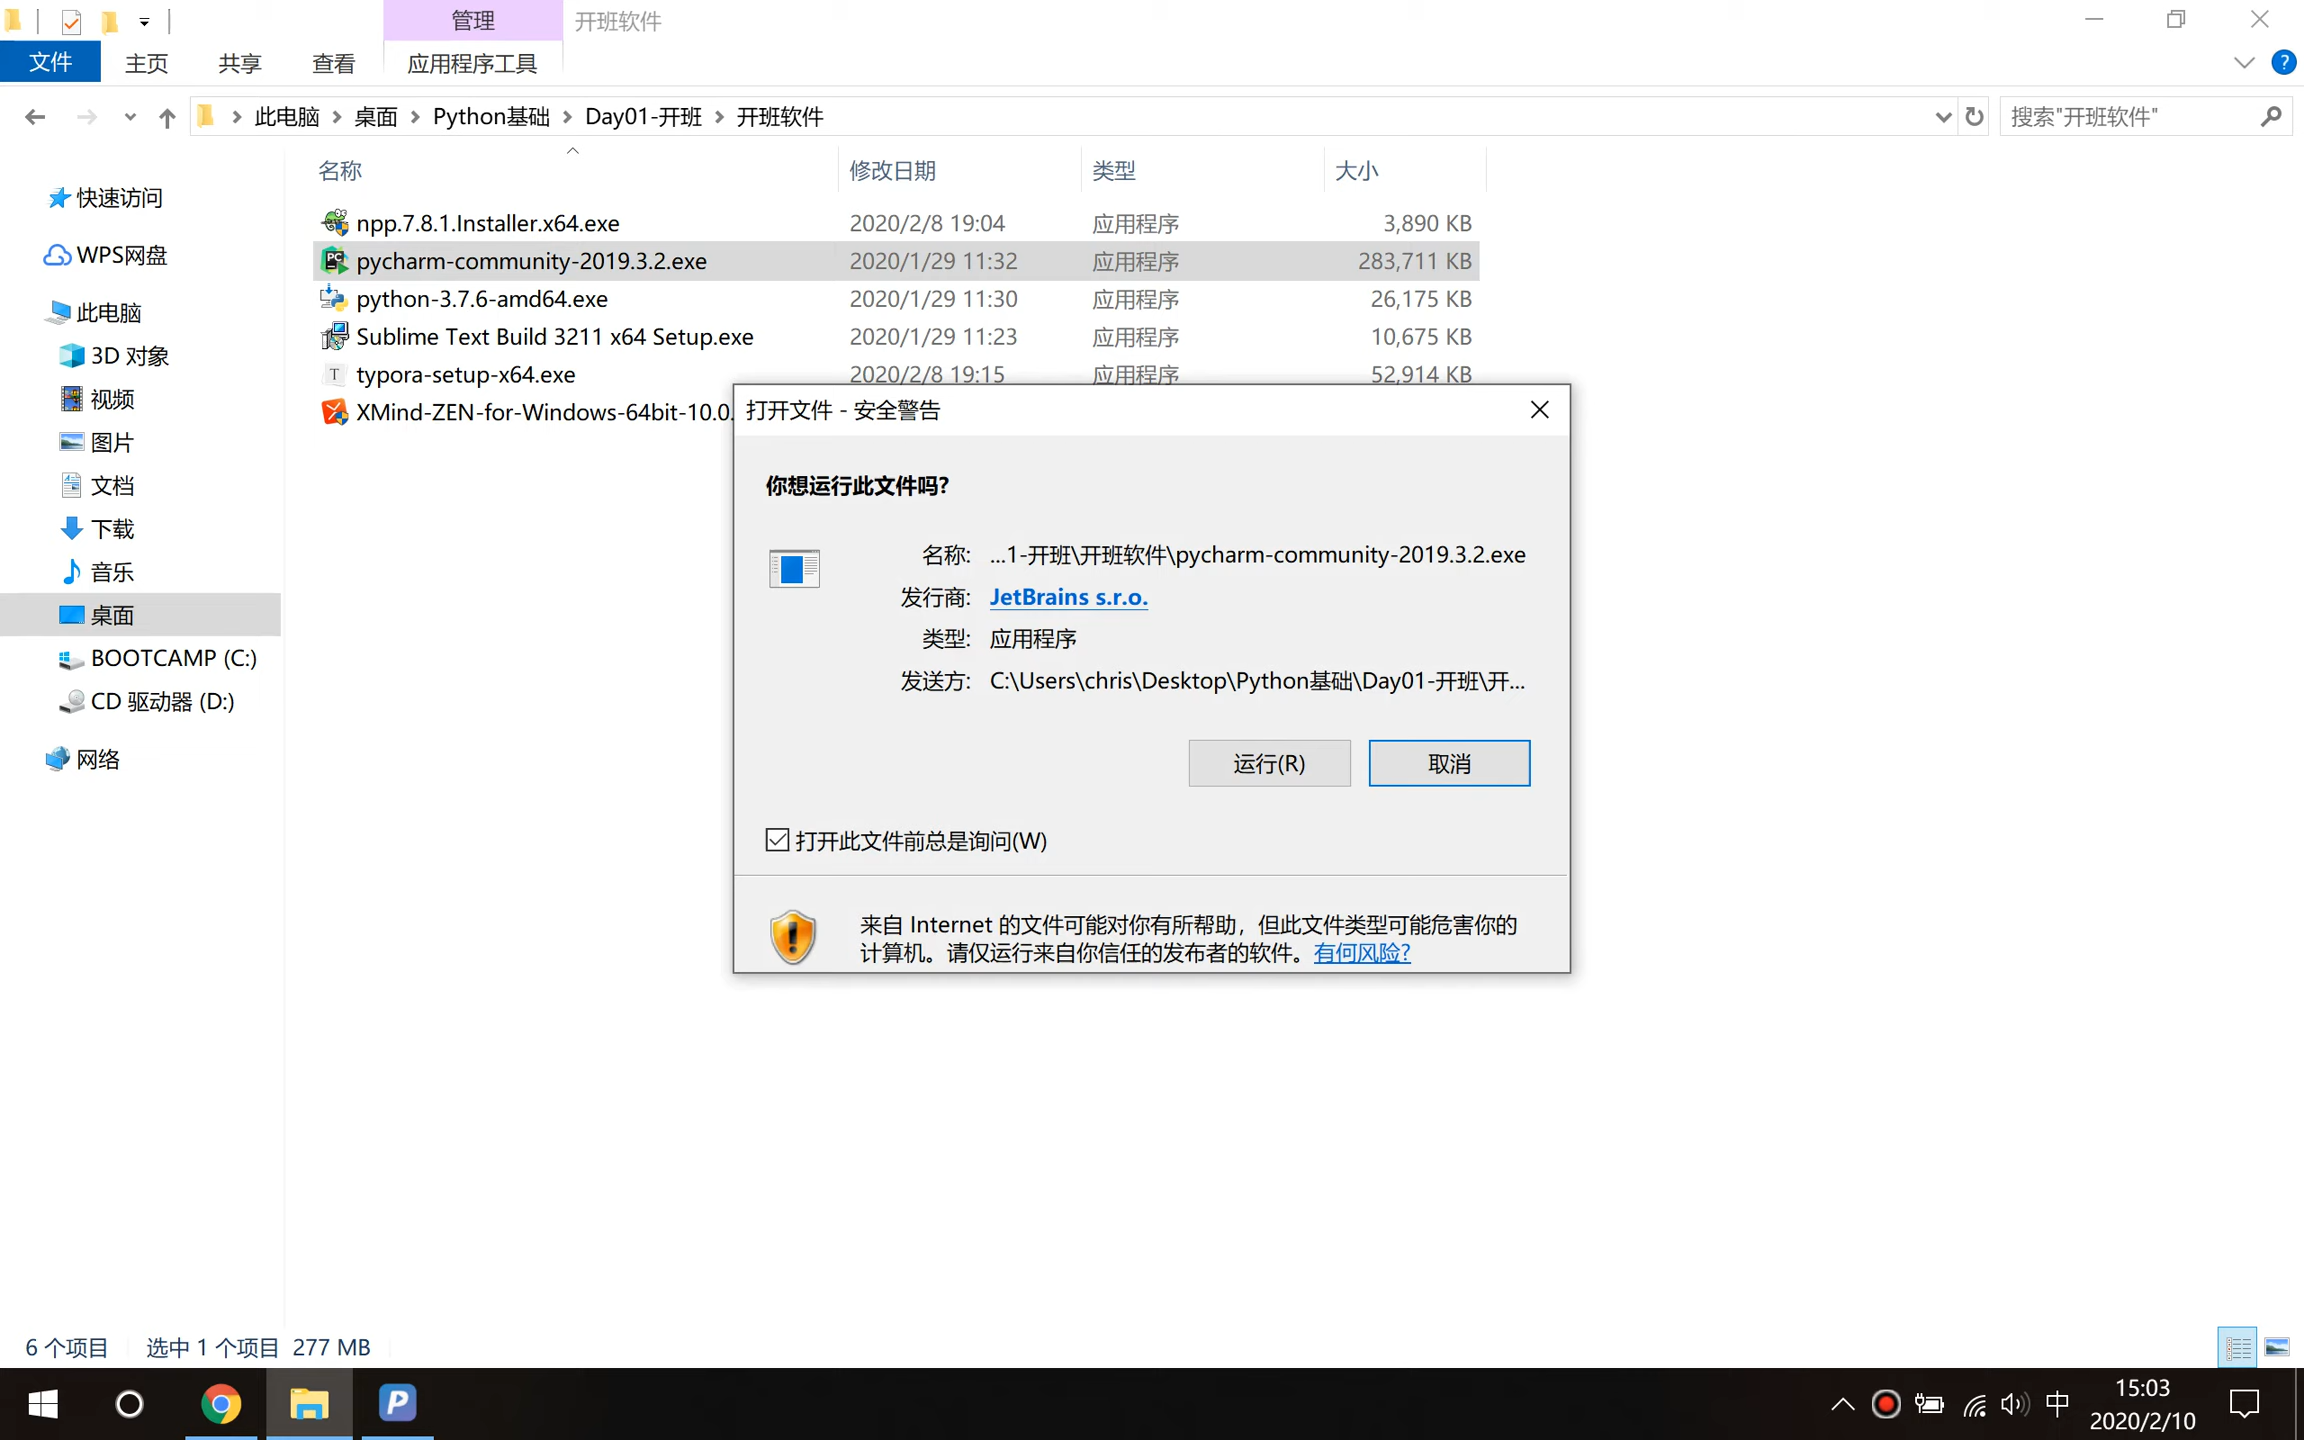 管理
开班软件
文件
主页
共享
查看
应用程序工具
此电脑 > 桌面 > Python基础 > Day01-开班 > 开班软件
搜索"开班软件"
名称
修改日期
类型
大小
npp.7.8.1.Installer.x64.exe 2020/2/8 19:04 应用程序 3,890 KB
pycharm-community-2019.3.2.exe 2020/1/29 11:32 应用程序 283,711 KB
python-3.7.6-amd64.exe 2020/1/29 11:30 应用程序 26,175 KB
Sublime Text Build 3211 x64 Setup.exe 2020/1/29 11:23 应用程序 10,675 KB
typora-setup-x64.exe 2020/2/8 19:15 应用程序 52,914 KB
XMind-ZEN-for-Windows-64bit-10.0.
快速访问
WPS网盘
此电脑
3D 对象
视频
图片
文档
下载
音乐
桌面
BOOTCAMP (C:)
CD 驱动器 (D:)
网络
打开文件 - 安全警告
你想运行此文件吗?
名称: ...1-开班\开班软件\pycharm-community-2019.3.2.exe
发行商: JetBrains s.r.o.
类型: 应用程序
发送方: C:\Users\chris\Desktop\Python基础\Day01-开班\开...
运行(R)
取消
打开此文件前总是询问(W)
来自 Internet 的文件可能对你有所帮助，但此文件类型可能危害你的
计算机。请仅运行来自你信任的发布者的软件。有何风险?
6 个项目
选中 1 个项目 277 MB
中
15:03
2020/2/10